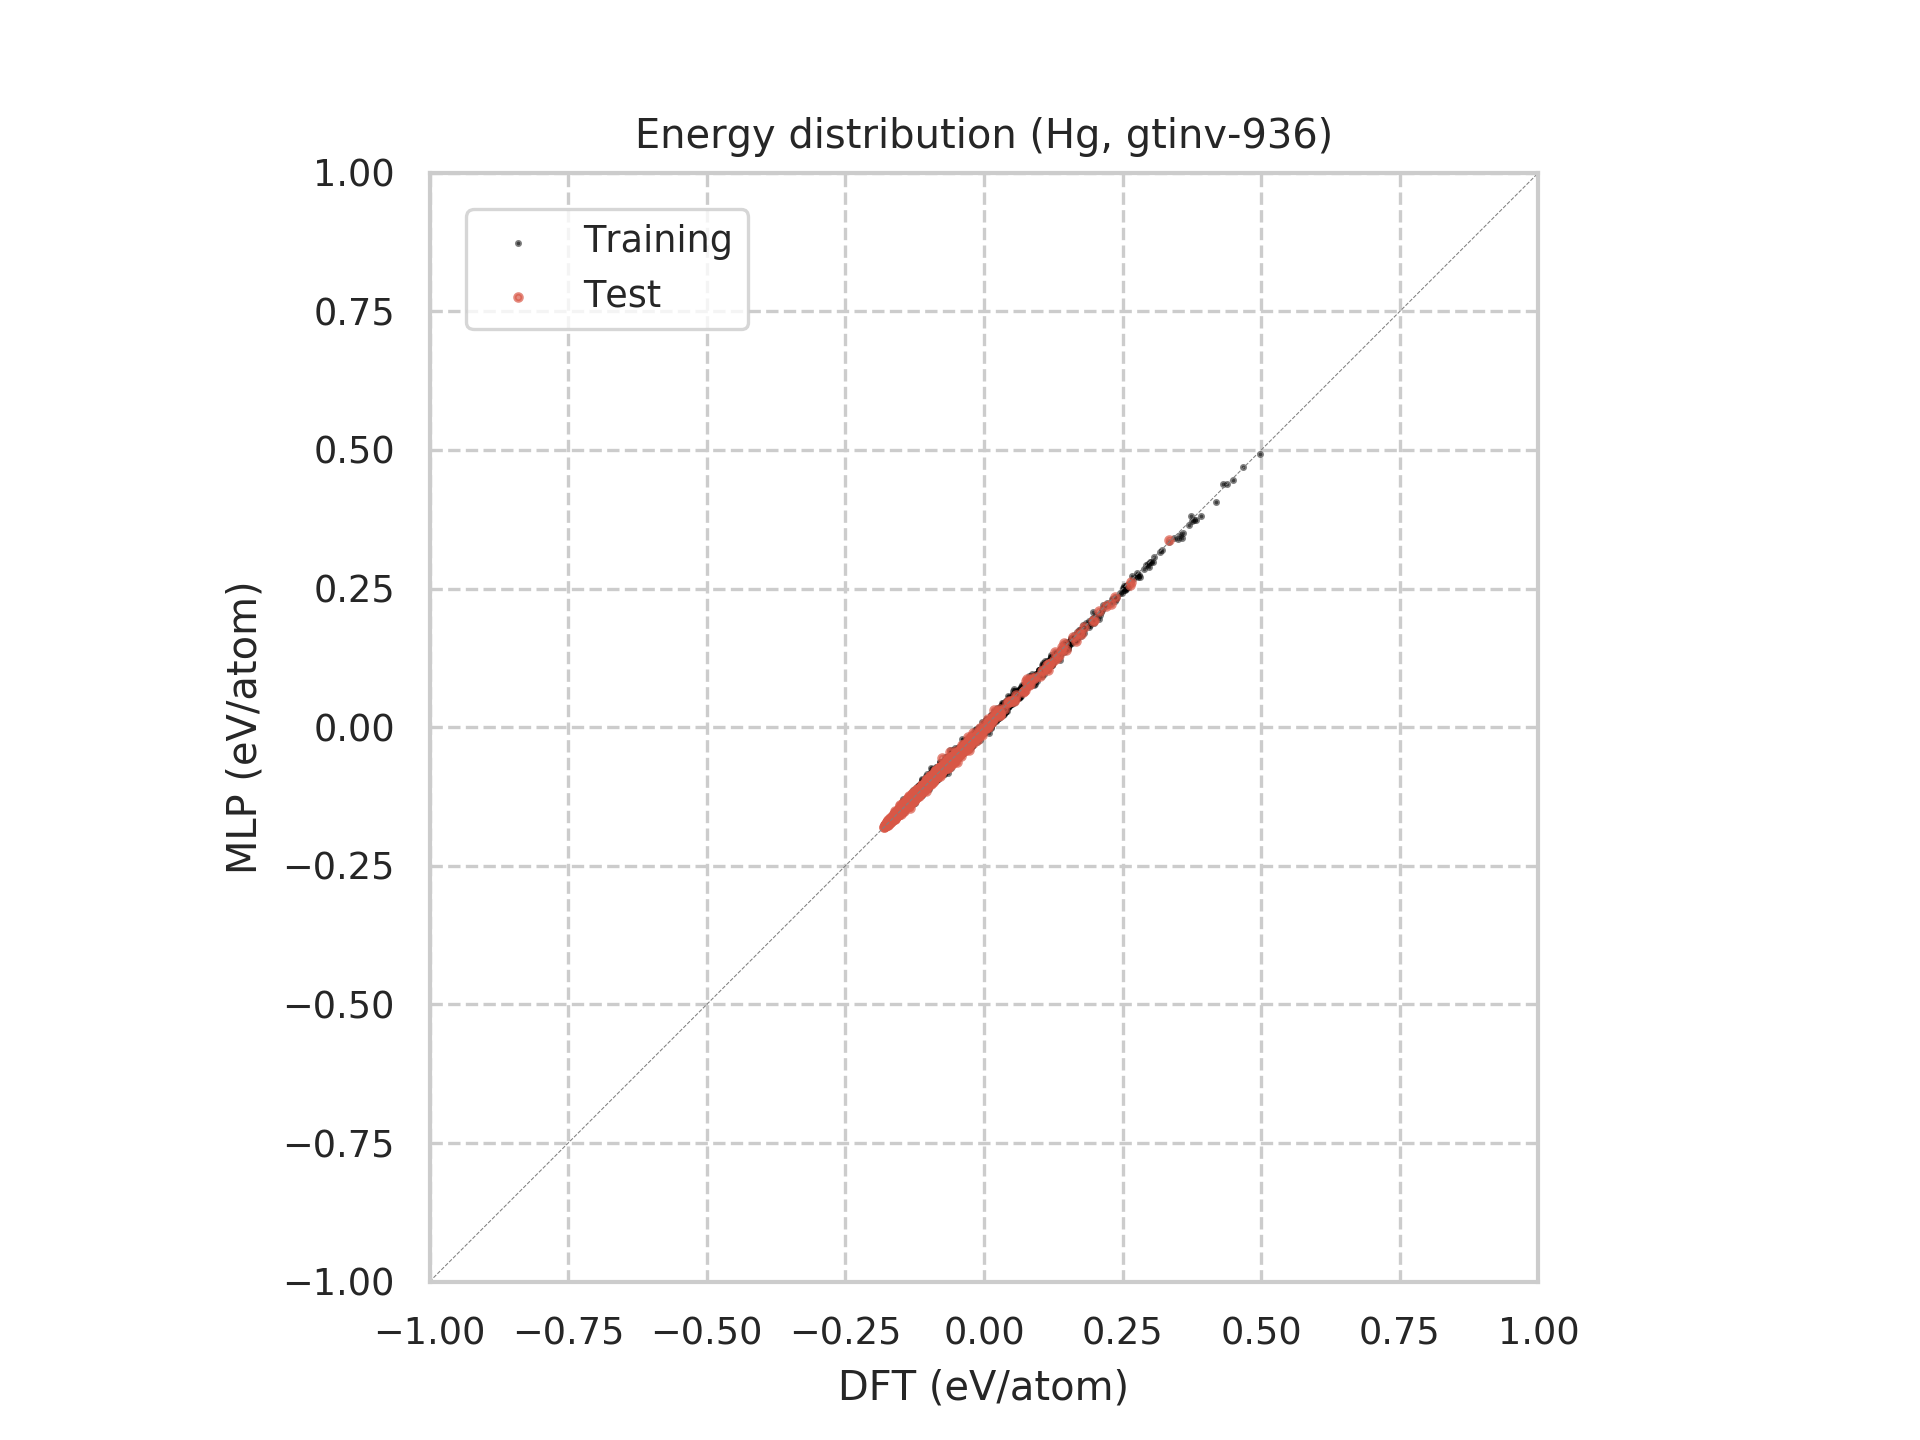 Energy distribution (Hg, gtinv-936)
1.00
0.75
0.50
0.25
0.00
−0.25
−0.50
−0.75
−1.00
MLP (eV/atom)
Training
Test
−1.00 −0.75 −0.50 −0.25 0.00 0.25 0.50 0.75 1.00
DFT (eV/atom)